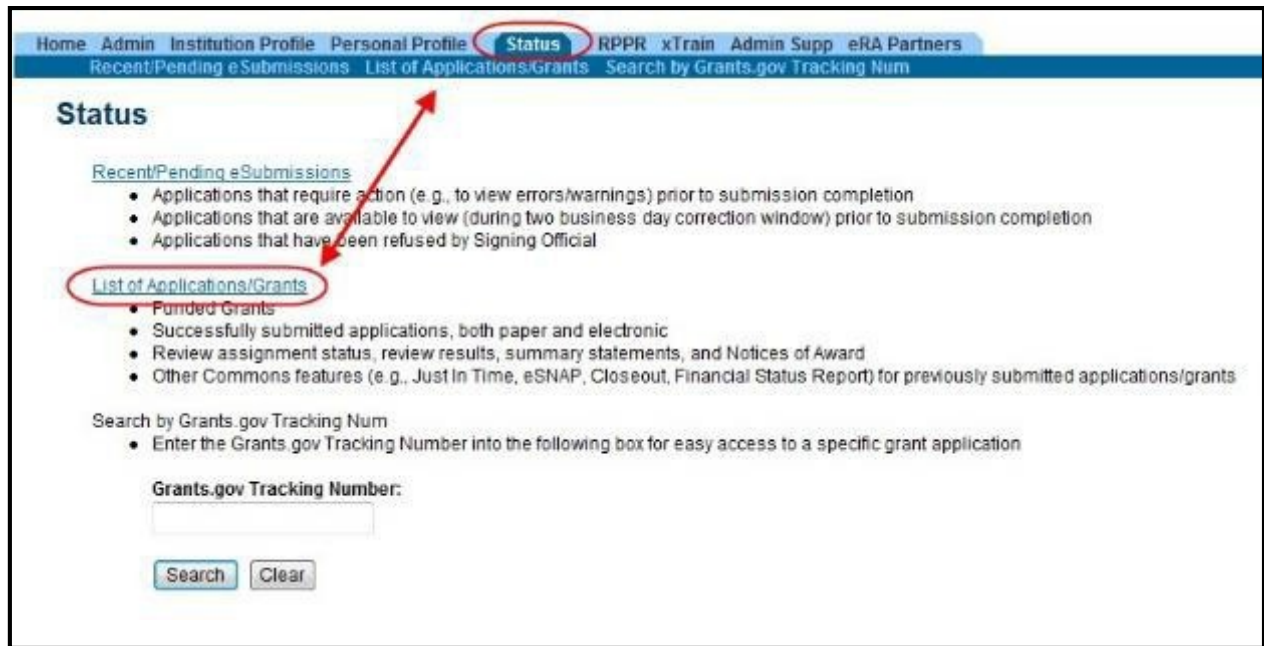 Home Admin Institution Profile Personal Profile Status RPPR xTrain Admin Supp eRA Partners
Recent/Pending eSubmissions List of Applications/Grants Search by Grants.gov Tracking Num
Status
Recent/Pending eSubmissions
• Applications that require action (e.g., to view errors/warnings) prior to submission completion
• Applications that are available to view (during two business day correction window) prior to submission completion
• Applications that have been refused by Signing Official
List of Applications/Grants
• Funded Grants
• Successfully submitted applications, both paper and electronic
• Review assignment status, review results, summary statements, and Notices of Award
• Other Commons features (e.g., Just In Time, eSNAP, Closeout, Financial Status Report) for previously submitted applications/grants
Search by Grants.gov Tracking Num
• Enter the Grants.gov Tracking Number into the following box for easy access to a specific grant application
Grants.gov Tracking Number:
Search Clear